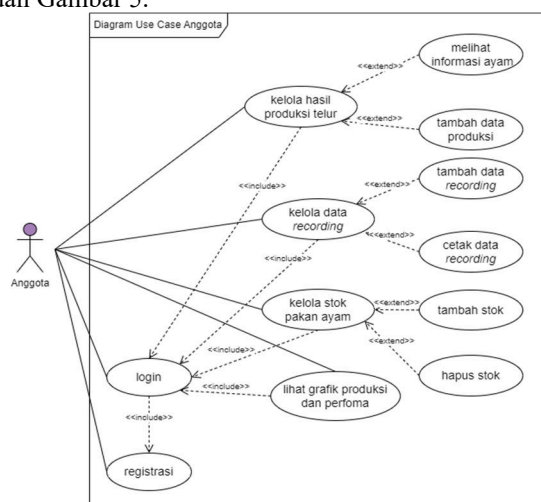 dan Gambar 5.
Diagram Use Case Anggota
melihat
informasi ayam
<<extend>>
kelola hasil
produksi telur
<<extend>>
tambah data
produksi
<<include>>
tambah data
recording
<<extend>>
kelola data
recording
<<extend>>
cetak data
recording
<<include>>
Anggota
kelola stok
pakan ayam
<<extend>>
tambah stok
<<extend>>
<<include>>
hapus stok
login
<<include>>
lihat grafik produksi
dan perfoma
<<include>>
registrasi